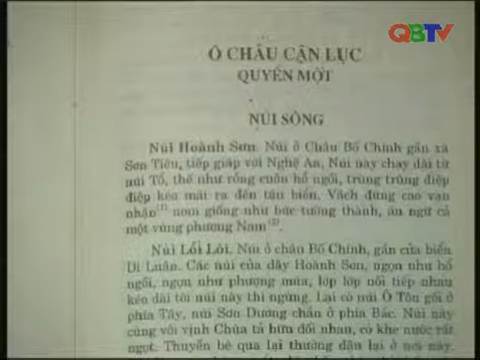 QBTV
Ô CHÂU CẬN LỤC
QUYỂN MỘT
NÚI SÔNG
Núi Hoành Sơn. Núi ở Châu Bố Chính gần xã
Sơn Tiêu, tiếp giáp với Nghệ An, Núi này chạy dài từ
núi Tổ, thế như rồng cuôn hổ ngồi, trùng trùng điệp
điệp kéo mãi ra đến tận biển. Vách đứng cao vạn
nhận(1) nom giống như bức tường thành, án ngữ cả
một vùng phương Nam(2).
Núi Lỗi Lôi. Núi ở châu Bố Chính, gần cửa biển
Di Luân. Các núi của dãy Hoành Sơn, ngọn như hổ
ngồi, ngọn như phượng múa, lớp lớp nối tiếp nhau
kéo dài tới núi này thì ngừng. Lại có núi Ô Tôn gối ở
phía Tây, núi Sơn Dương chắn ở phía Bắc. Núi này
cùng với vịnh Chùa tả hữu đối nhau, có khe nước rất
ngọt. Thuyền bè qua lại thường đậu lại ở nơi này.